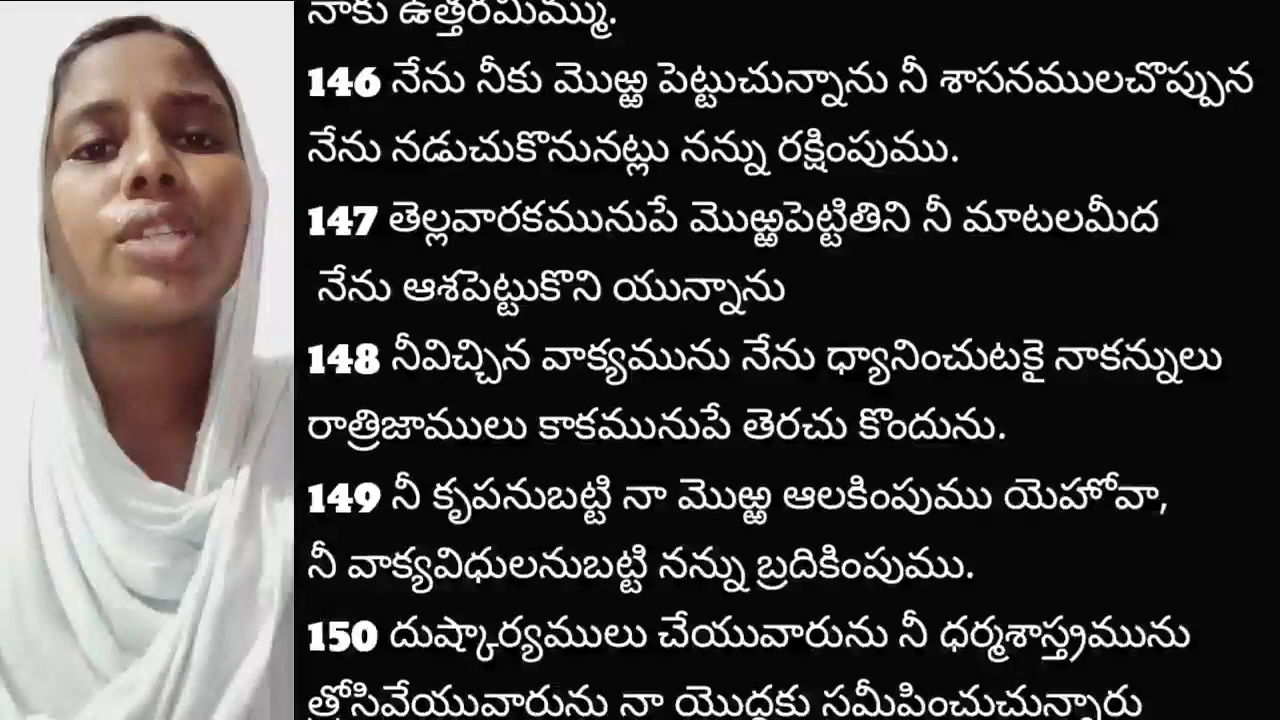 నాకు ఉత్తరమిమ్ము.
146 నేను నీకు మొఱ్ఱ పెట్టుచున్నాను నీ శాసనములచొప్పున
నేను నడుచుకొనునట్లు నన్ను రక్షింపుము.
147 తెల్లవారకమునుపే మొఱ్ఱపెట్టితిని నీ మాటలమీద
నేను ఆశపెట్టుకొని యున్నాను
148 నీవిచ్చిన వాక్యమును నేను ధ్యానించుటకై నాకన్నులు
రాత్రిజాములు కాకమునుపే తెరచు కొందును.
149 నీ కృపనుబట్టి నా మొఱ్ఱ ఆలకింపుము యెహోవా,
నీ వాక్యవిధులనుబట్టి నన్ను బ్రదికింపుము.
150 దుష్కార్యములు చేయువారును నీ ధర్మశాస్త్రమును
త్రోసివేయువారును నా యొద్దకు సమీపించుచున్నారు